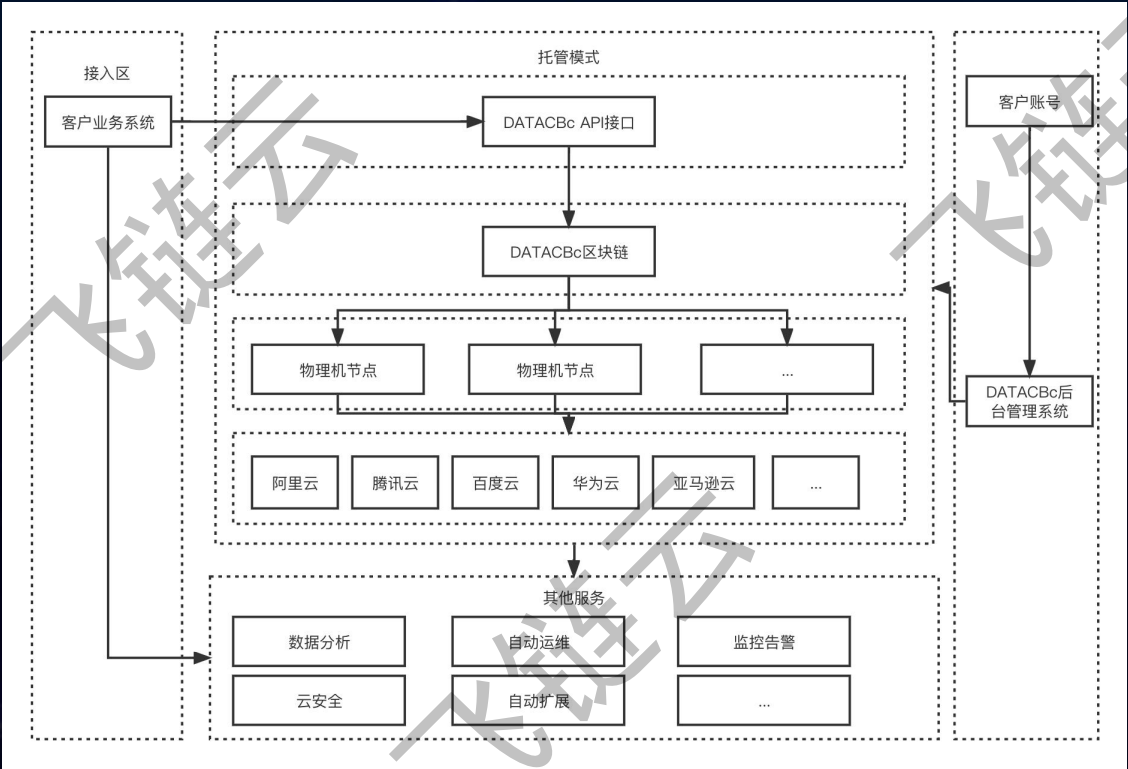 接入区
客户业务系统
托管模式
DATACBc API接口
DATACBc区块链
物理机节点
物理机节点
...
阿里云
腾讯云
百度云
华为云
亚马逊云
...
其他服务
数据分析
自动运维
监控告警
云安全
自动扩展
...
客户账号
DATACBc后
台管理系统
飞链云
飞链云
飞链云